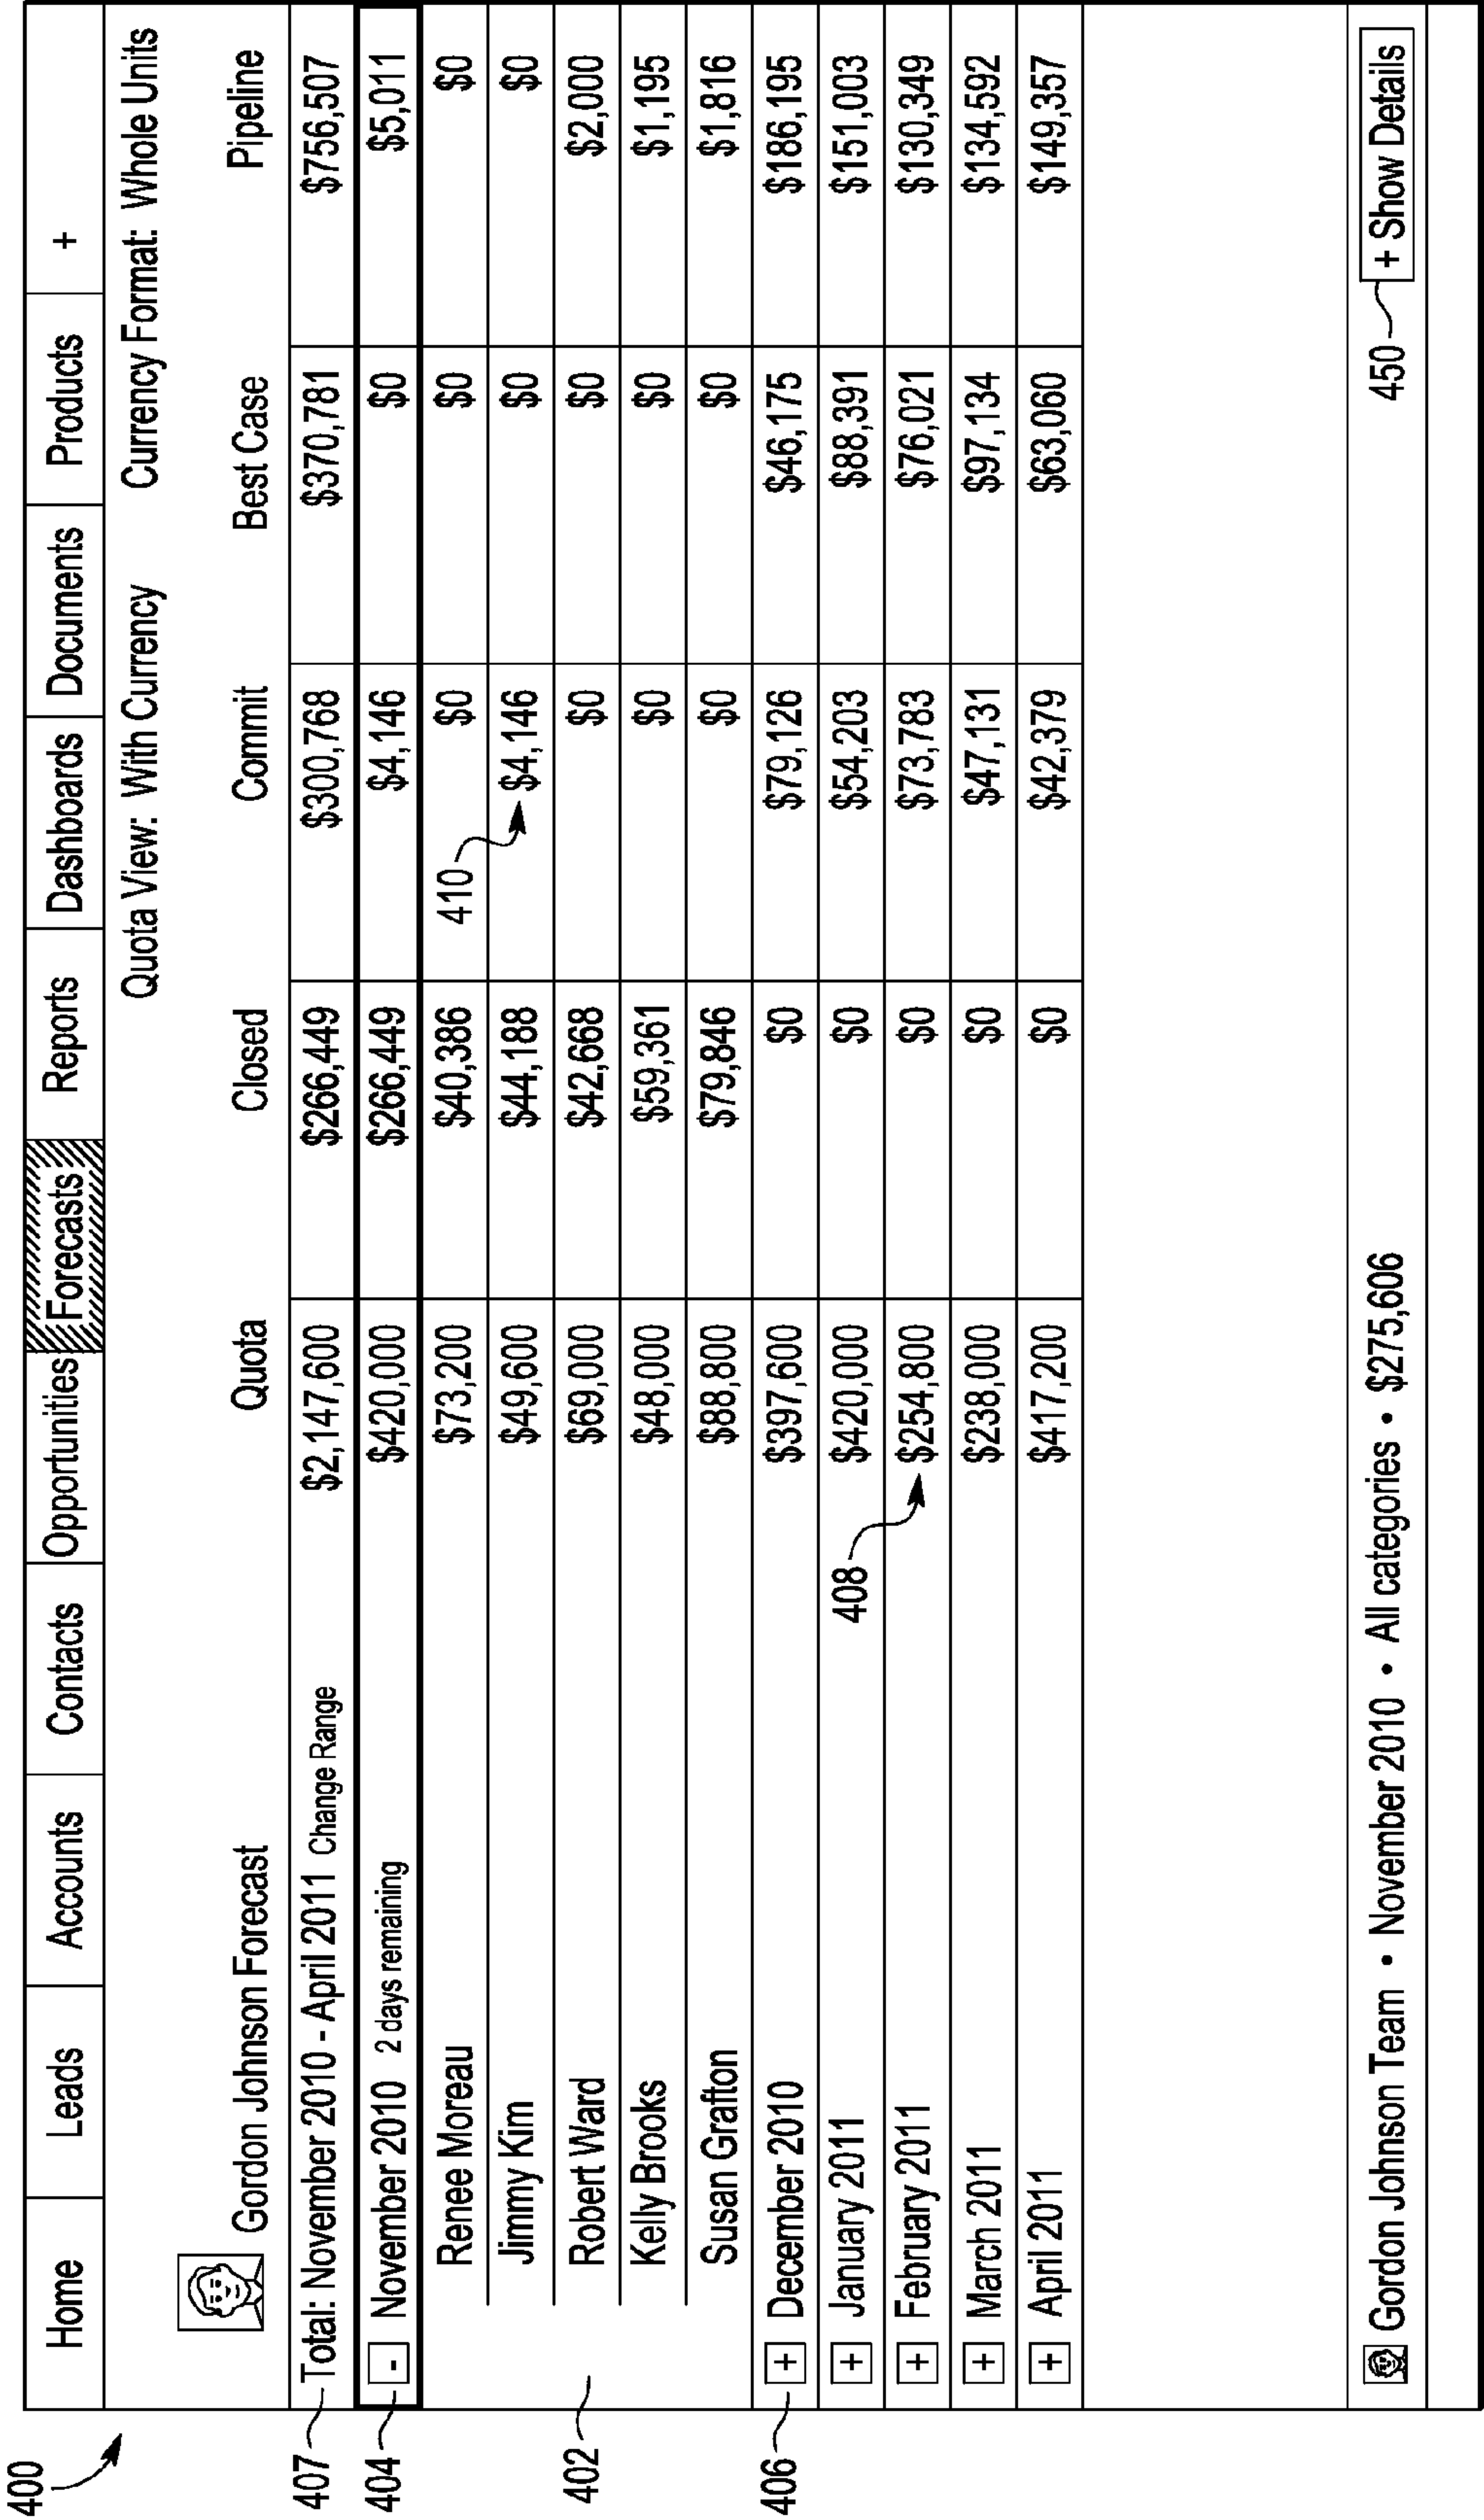 400
Home Leads Accounts Contacts Opportunities Forecasts Reports Dashboards Documents Products +
Quota View: With Currency Currency Format: Whole Units
Gordon Johnson Forecast Quota Closed Commit Best Case Pipeline
407 Total: November 2010 - April 2011 Change Range $2,147,600 $266,449 $300,768 $370,781 $756,507
404 - November 2010 2 days remaining $420,000 $266,449 $4,146 $0 $5,011
Renee Moreau $73,200 $40,386 410 $0 $0 $0
Jimmy Kim $49,600 $44,188 $4,146 $0 $0
402 Robert Ward $69,000 $42,668 $0 $0 $2,000
Kelly Brooks $48,000 $59,361 $0 $0 $1,195
Susan Grafton $88,800 $79,846 $0 $0 $1,816
406 + December 2010 $397,600 $0 $79,126 $46,175 $186,195
+ January 2011 408 $420,000 $0 $54,203 $88,391 $151,003
+ February 2011 $254,800 $0 $73,783 $76,021 $130,349
+ March 2011 $238,000 $0 $47,131 $97,134 $134,592
+ April 2011 $417,200 $0 $42,379 $63,060 $149,357
Gordon Johnson Team • November 2010 • All categories • $275,606 450 + Show Details